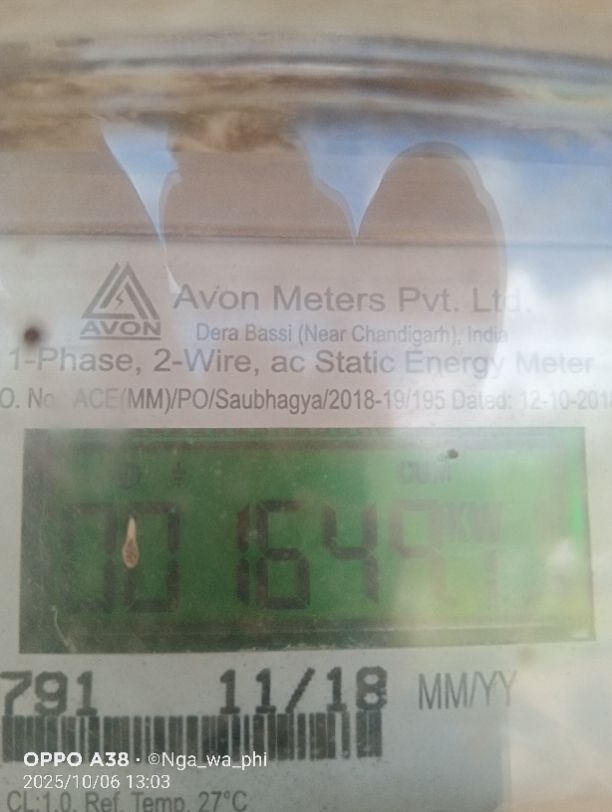 AVON
Avon Meters Pvt. Ltd.
Dera Bassi (Near Chandigarh), India
1-Phase, 2-Wire, ac Static Energy Meter
O. No. ACE(MM)/PO/Saubhagya/2018-19/195 Dated: 12-10-2018
CUM
001649.1 KW
791 11/18 MM/YY
OPPO A38 · ©Nga_wa_phi
2025/10/06 13:03
CL:1.0, Ref. Temp. 27°C